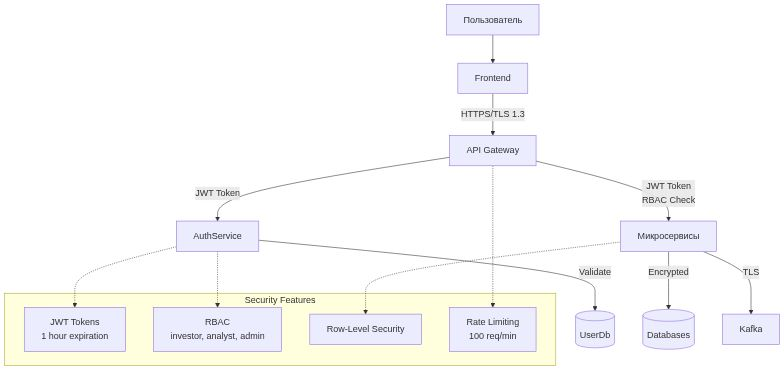 Пользователь
Frontend
HTTPS/TLS 1.3
API Gateway
JWT Token
JWT Token
RBAC Check
AuthService
Микросервисы
Validate
Encrypted
TLS
Security Features
JWT Tokens
1 hour expiration
RBAC
investor, analyst, admin
Row-Level Security
Rate Limiting
100 req/min
UserDb
Databases
Kafka